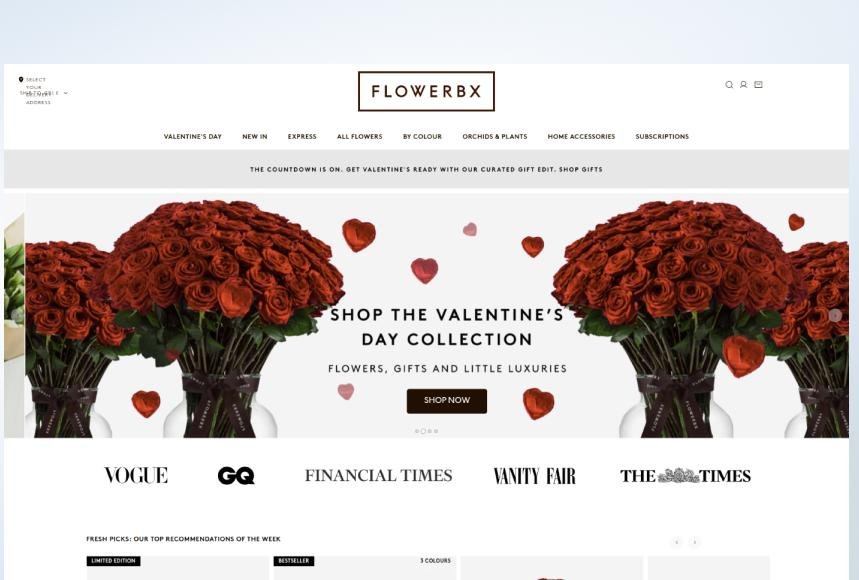 SELECT
YOUR
ADDRESS
FLOWERBX
VALENTINE'S DAY NEW IN EXPRESS ALL FLOWERS BY COLOUR ORCHIDS & PLANTS HOME ACCESSORIES SUBSCRIPTIONS
THE COUNTDOWN IS ON. GET VALENTINE'S READY WITH OUR CURATED GIFT EDIT. SHOP GIFTS
SHOP THE VALENTINE'S
DAY COLLECTION
FLOWERS, GIFTS AND LITTLE LUXURIES
SHOP NOW
VOGUE GQ FINANCIAL TIMES VANITY FAIR THE TIMES
FRESH PICKS: OUR TOP RECOMMENDATIONS OF THE WEEK
LIMITED EDITION BESTSELLER 3 COLOURS